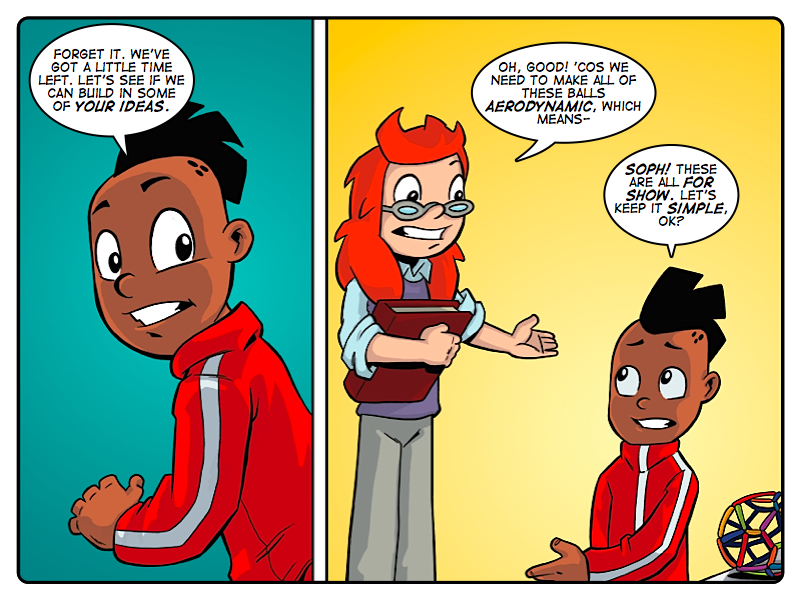 FORGET IT. WE'VE
GOT A LITTLE TIME
LEFT. LET'S SEE IF WE
CAN BUILD IN SOME
OF YOUR IDEAS.
OH, GOOD! 'COS WE
NEED TO MAKE ALL OF
THESE BALLS
AERODYNAMIC, WHICH
MEANS-
SOPH! THESE
ARE ALL FOR
SHOW. LET'S
KEEP IT SIMPLE,
OK?